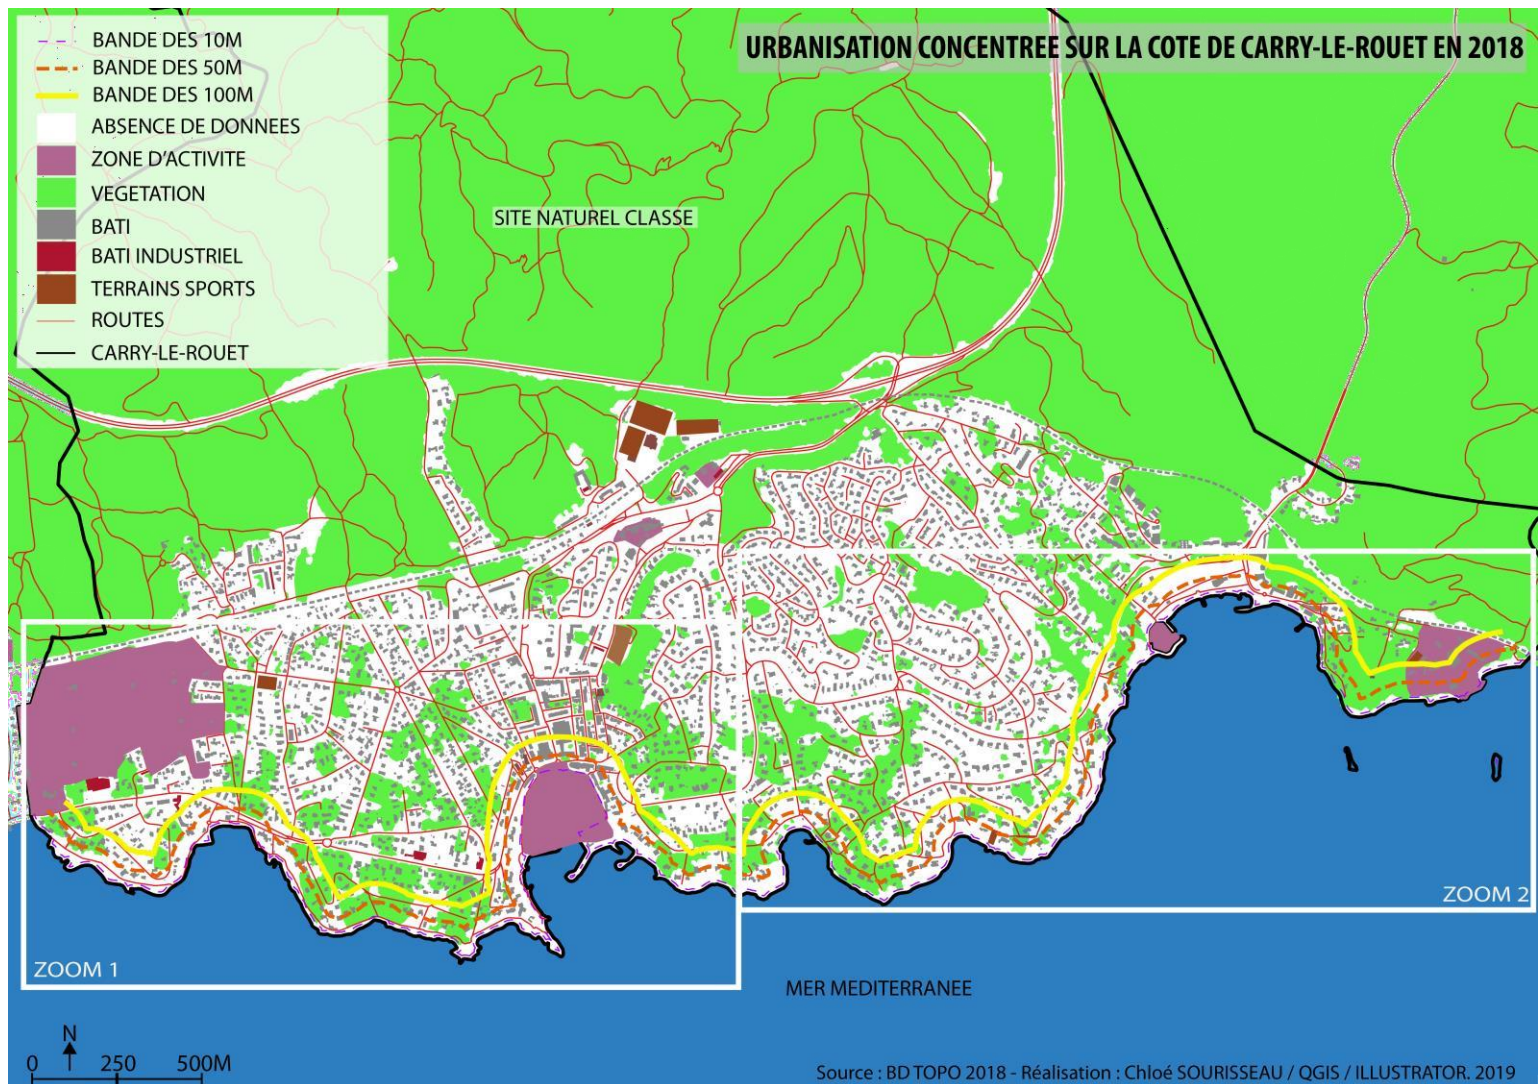 URBANISATION CONCENTREE SUR LA COTE DE CARRY-LE-ROUET EN 2018
BANDE DES 10M
BANDE DES 50M
BANDE DES 100M
ABSENCE DE DONNEES
ZONE D'ACTIVITE
VEGETATION
BATI
BATI INDUSTRIEL
TERRAINS SPORTS
ROUTES
CARRY-LE-ROUET
SITE NATUREL CLASSE
ZOOM 2
ZOOM 1
MER MEDITERRANEE
N
0 250 500M
Source : BD TOPO 2018 - Réalisation : Chloé SOURISSEAU / QGIS / ILLUSTRATOR. 2019